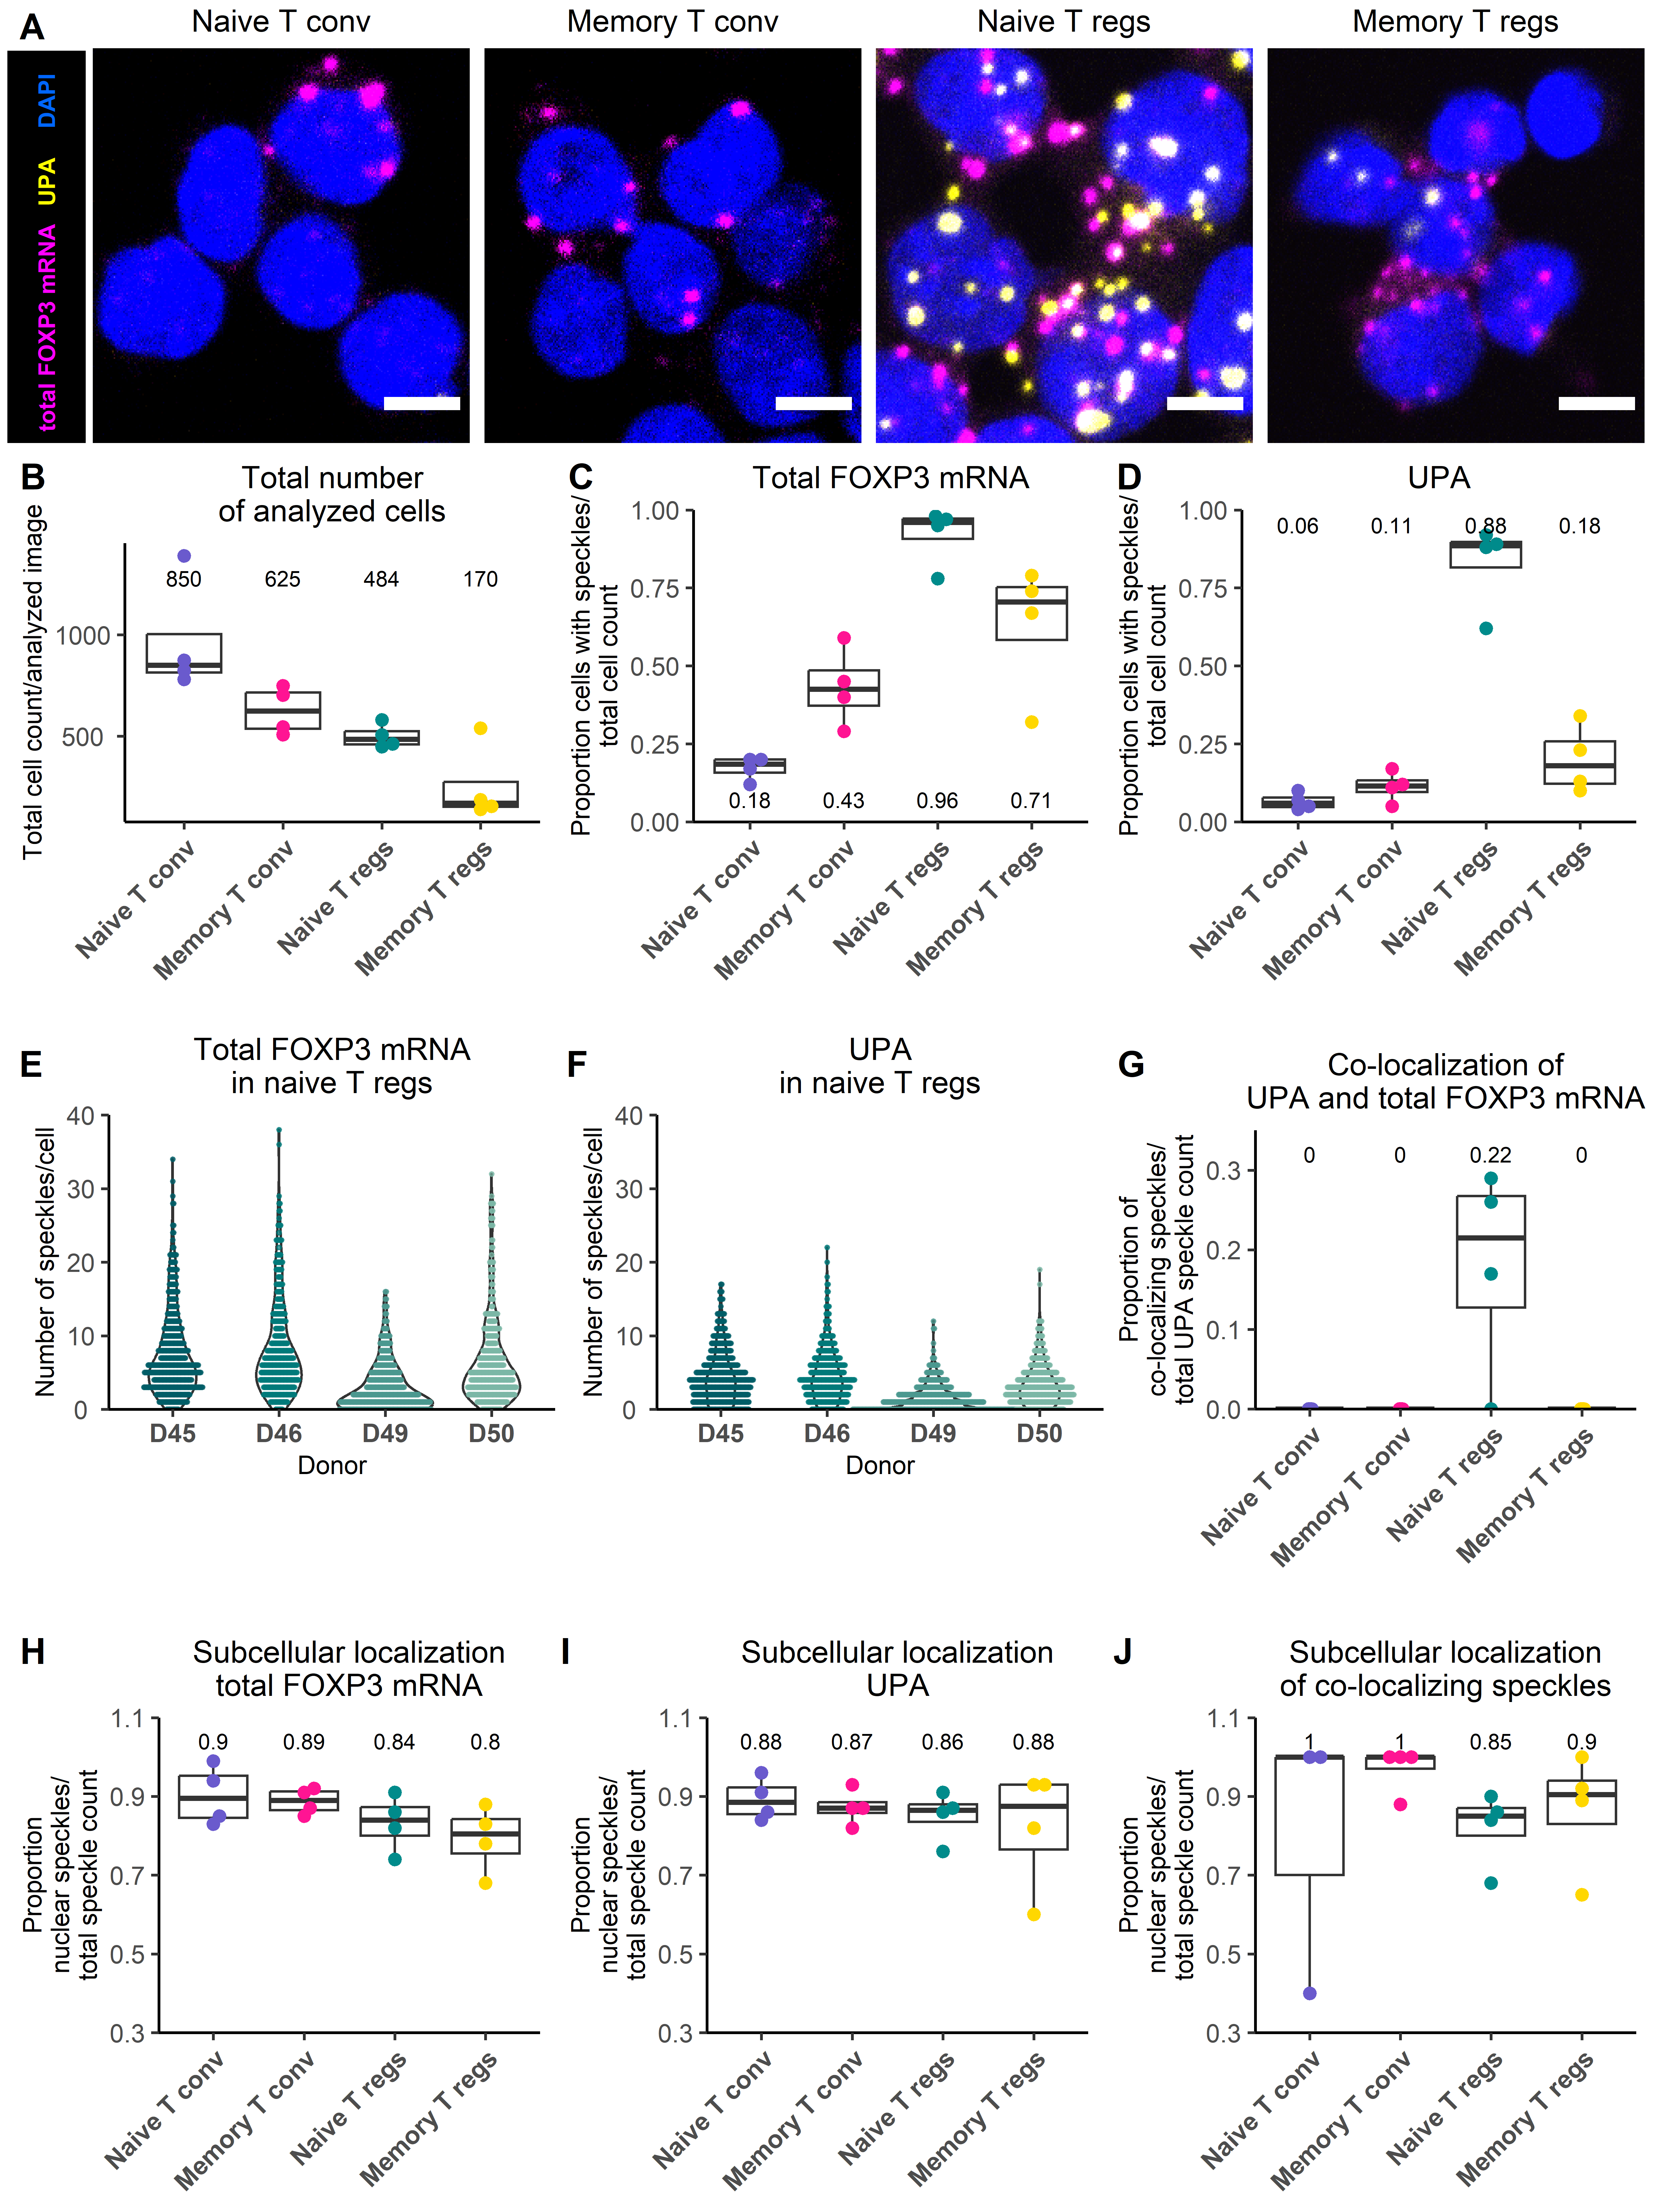 A
Naive T conv
Memory T conv
Naive T regs
Memory T regs
total FOXP3 mRNA UPA DAPI
B
Total number
of analyzed cells
Total cell count/analyzed image
1000
500
850
625
484
170
Naive T conv
Memory T conv
Naive T regs
Memory T regs
C
Total FOXP3 mRNA
Proportion cells with speckles/
total cell count
1.00
0.75
0.50
0.25
0.00
0.18
0.43
0.96
0.71
Naive T conv
Memory T conv
Naive T regs
Memory T regs
D
UPA
Proportion cells with speckles/
total cell count
1.00
0.75
0.50
0.25
0.00
0.06
0.11
0.88
0.18
Naive T conv
Memory T conv
Naive T regs
Memory T regs
E
Total FOXP3 mRNA
in naive T regs
Number of speckles/cell
40
30
20
10
0
D45
D46
D49
D50
Donor
F
UPA
in naive T regs
Number of speckles/cell
40
30
20
10
0
D45
D46
D49
D50
Donor
G
Co-localization of
UPA and total FOXP3 mRNA
Proportion of
co-localizing speckles/
total UPA speckle count
0.3
0.2
0.1
0.0
0
0
0.22
0
Naive T conv
Memory T conv
Naive T regs
Memory T regs
H
Subcellular localization
total FOXP3 mRNA
Proportion
nuclear speckles/
total speckle count
1.1
0.9
0.7
0.5
0.3
0.9
0.89
0.84
0.8
Naive T conv
Memory T conv
Naive T regs
Memory T regs
I
Subcellular localization
UPA
Proportion
nuclear speckles/
total speckle count
1.1
0.9
0.7
0.5
0.3
0.88
0.87
0.86
0.88
Naive T conv
Memory T conv
Naive T regs
Memory T regs
J
Subcellular localization
of co-localizing speckles
Proportion
nuclear speckles/
total speckle count
1.1
0.9
0.7
0.5
0.3
1
1
0.85
0.9
Naive T conv
Memory T conv
Naive T regs
Memory T regs